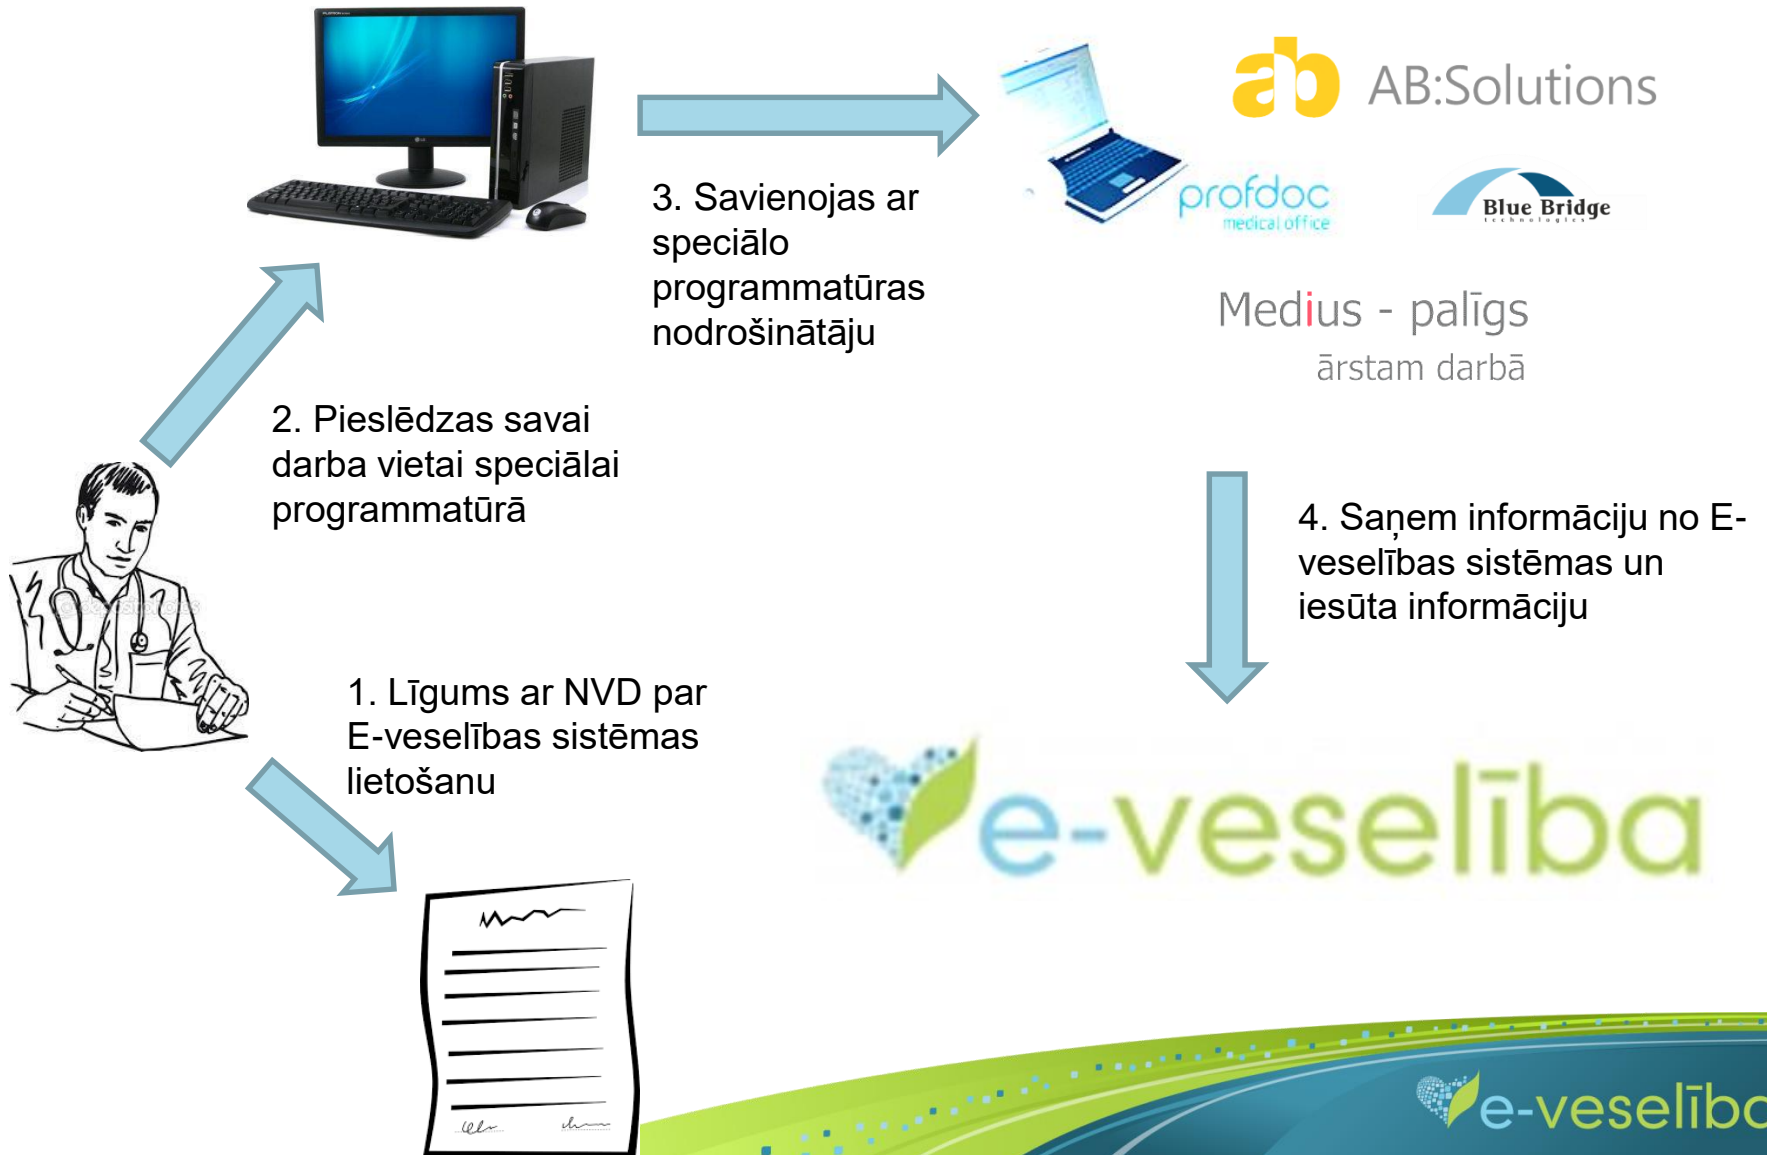 AB:Solutions
profdoc
medical office
Blue Bridge
technologies
Medius - palīgs
ārstam darbā
3. Savienojas ar
speciālo
programmatūras
nodrošinātāju
2. Pieslēdzas savai
darba vietai speciālai
programmatūrā
4. Saņem informāciju no E-
veselības sistēmas un
iesūta informāciju
1. Līgums ar NVD par
E-veselības sistēmas
lietošanu
e-veselība
e-veselība